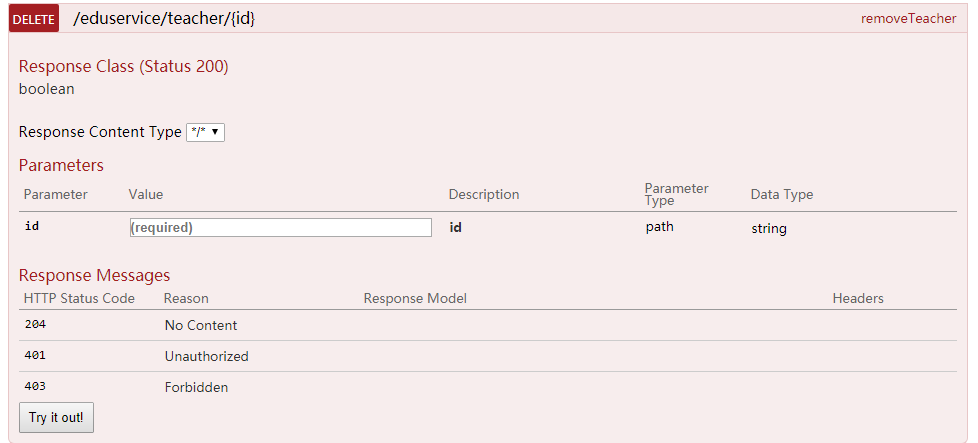 DELETE /eduservice/teacher/{id} removeTeacher
Response Class (Status 200)
boolean
Response Content Type */*
Parameters
Parameter Value Description Parameter Type Data Type
id (required) id path string
Response Messages
HTTP Status Code Reason Response Model Headers
204 No Content
401 Unauthorized
403 Forbidden
Try it out!